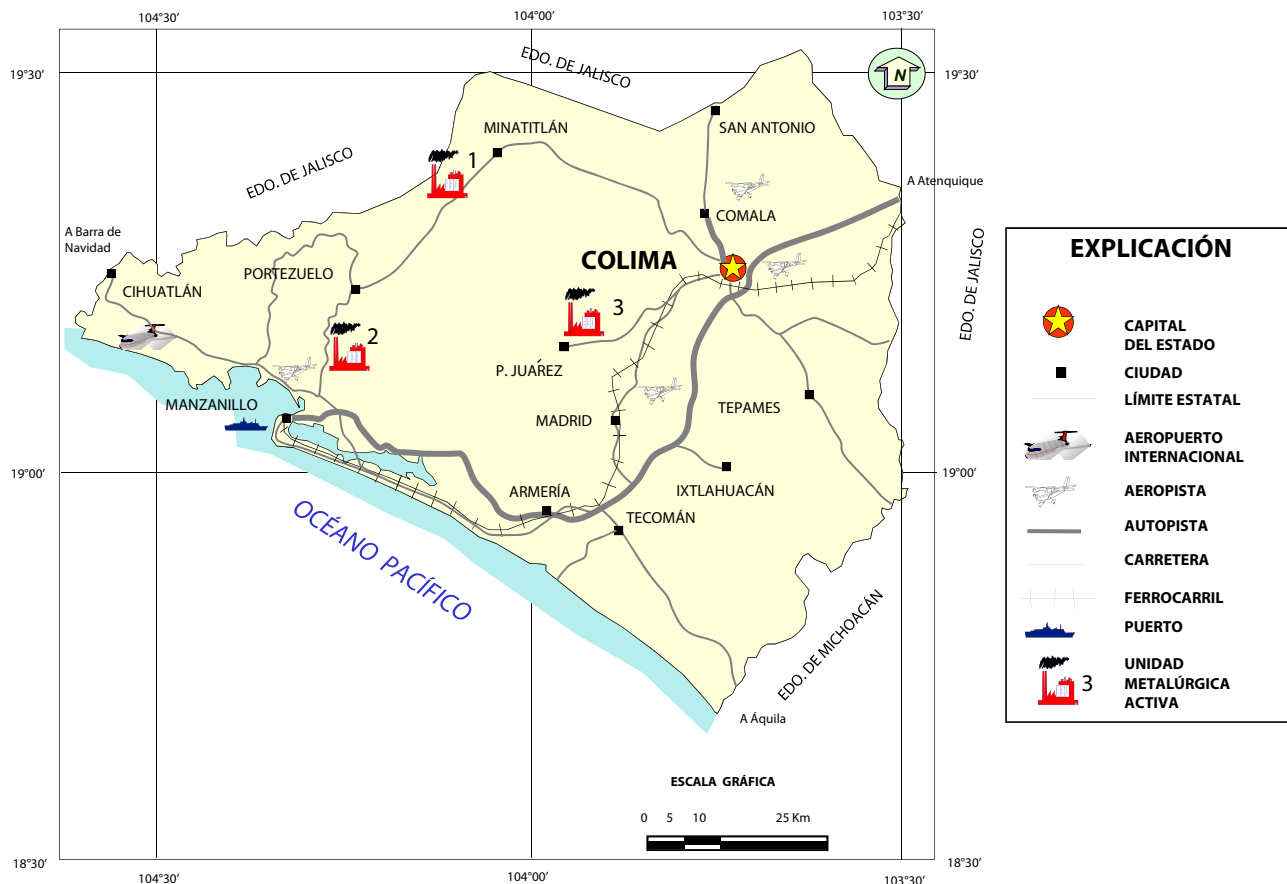 104°30’
104°00’
103°30’
19°30’
19°30’
EDO. DE JALISCO
N
MINATITLÁN
SAN ANTONIO
1
EDO. DE JALISCO
A Atenquique
COMALA
A Barra de
Navidad
COLIMA
PORTEZUELO
CIHUATLÁN
EDO. DE JALISCO
3
2
P. JUÁREZ
MANZANILLO
MADRID
TEPAMES
19°00’
19°00’
ARMERÍA
IXTLAHUACÁN
TECOMÁN
OCÉANO PACÍFICO
EDO. DE MICHOACÁN
A Áquila
ESCALA GRÁFICA
0 5 10 25 Km
18°30’
18°30’
104°30’
104°00’
103°30’
EXPLICACIÓN
CAPITAL
DEL ESTADO
CIUDAD
LÍMITE ESTATAL
AEROPUERTO
INTERNACIONAL
AEROPISTA
AUTOPISTA
CARRETERA
FERROCARRIL
PUERTO
3
UNIDAD
METALÚRGICA
ACTIVA